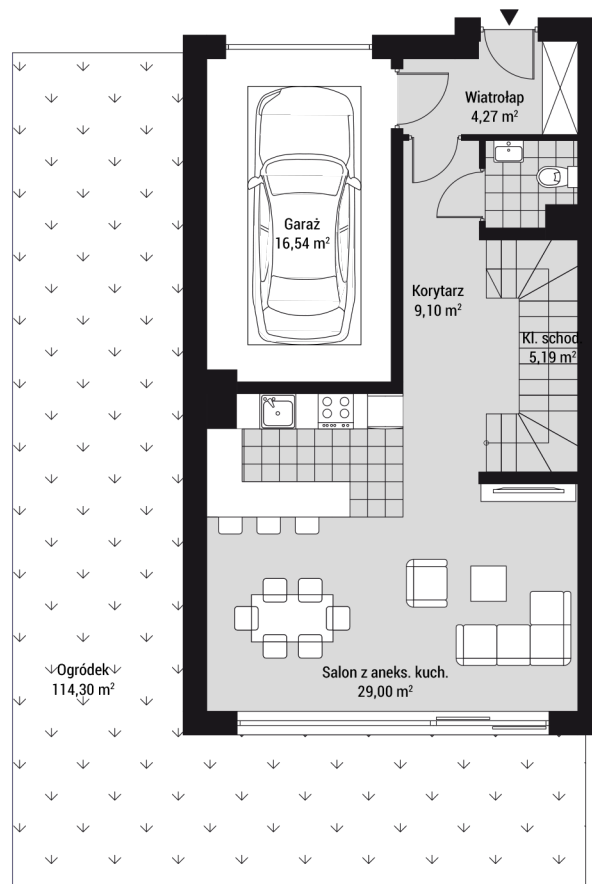 Wiatrołap
4,27 m²
Garaż
16,54 m²
Korytarz
9,10 m²
Kl. schod.
5,19 m²
Ogródek
114,30 m²
Salon z aneks. kuch.
29,00 m²